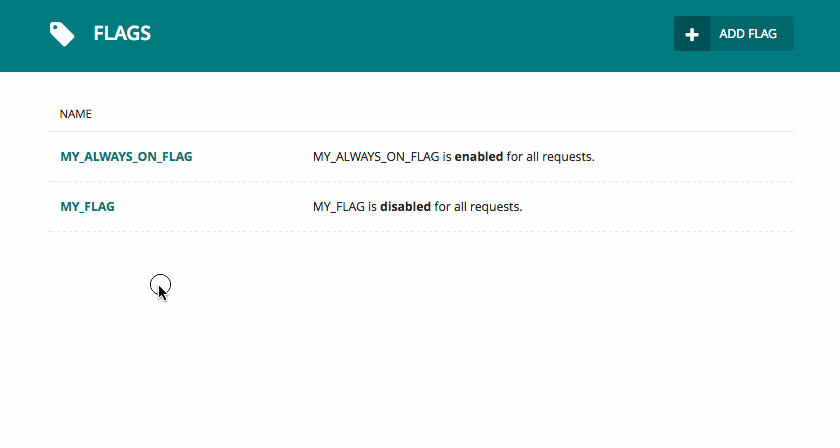 FLAGS
ADD FLAG
NAME
MY_ALWAYS_ON_FLAG MY_ALWAYS_ON_FLAG is enabled for all requests.
MY_FLAG MY_FLAG is disabled for all requests.